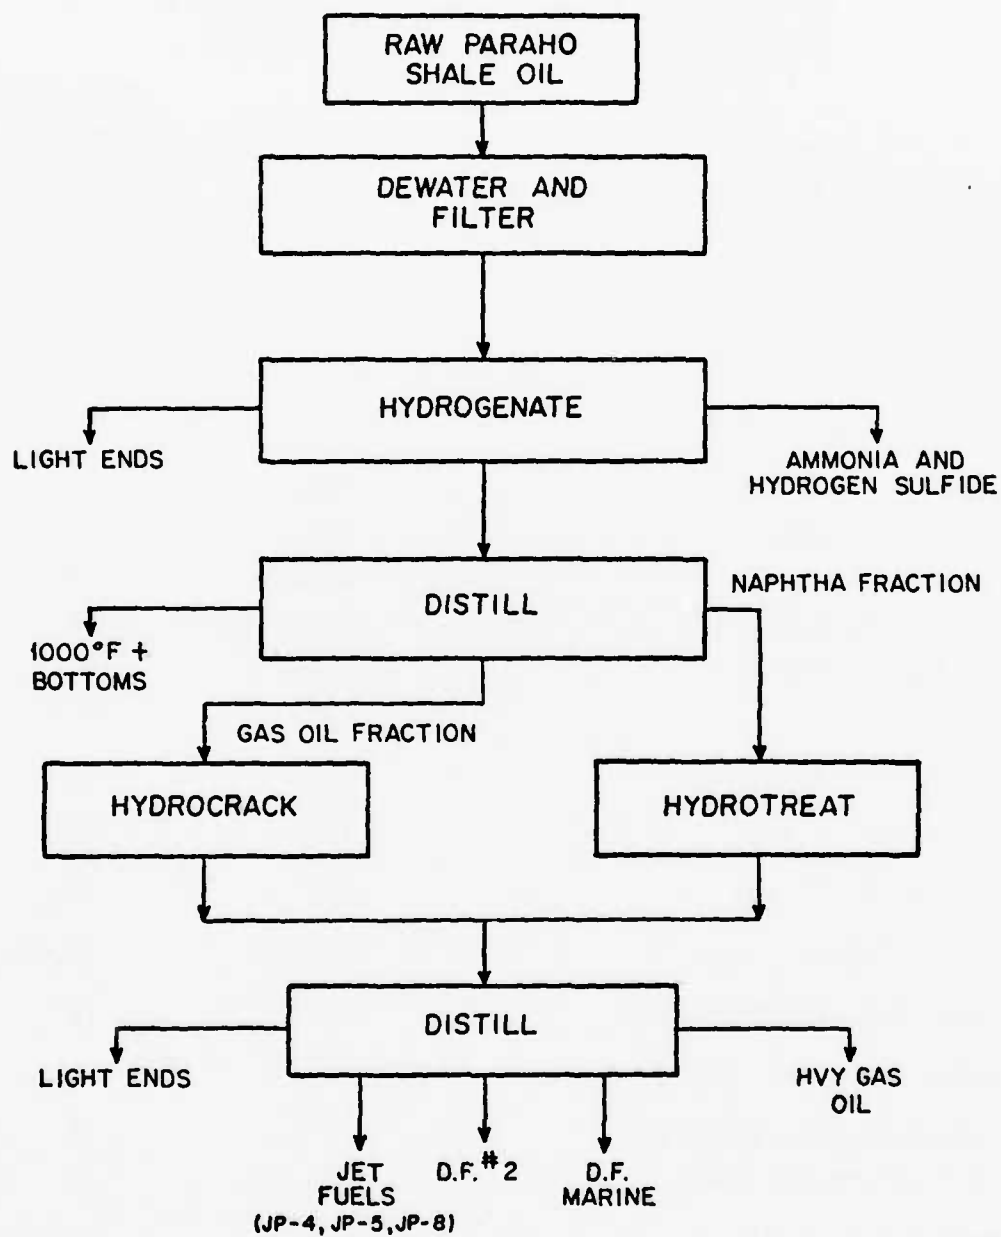 RAW PARAHO
SHALE OIL
DEWATER AND
FILTER
HYDROGENATE
LIGHT ENDS
AMMONIA AND
HYDROGEN SULFIDE
DISTILL
NAPHTHA FRACTION
1000°F +
BOTTOMS
GAS OIL FRACTION
HYDROCRACK
HYDROTREAT
DISTILL
LIGHT ENDS
HVY GAS
OIL
JET
FUELS
(JP-4, JP-5, JP-8)
D.F. #2
D.F.
MARINE